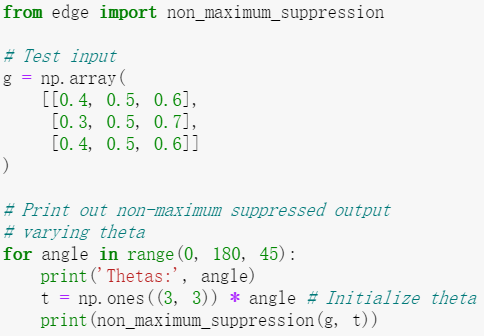 from edge import non_maximum_suppression

# Test input
g = np.array(
    [[0.4, 0.5, 0.6],
     [0.3, 0.5, 0.7],
     [0.4, 0.5, 0.6]]
)

# Print out non-maximum suppressed output
# varying theta
for angle in range(0, 180, 45):
    print('Thetas:', angle)
    t = np.ones((3, 3)) * angle # Initialize theta
    print(non_maximum_suppression(g, t))